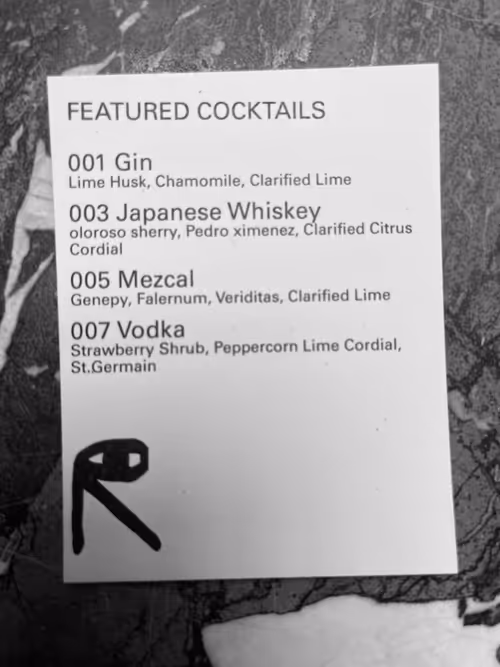 FEATURED COCKTAILS
001 Gin
Lime Husk, Chamomile, Clarified Lime
003 Japanese Whiskey
oloroso sherry, Pedro ximenez, Clarified Citrus
Cordial
005 Mezcal
Genepy, Falernum, Veriditas, Clarified Lime
007 Vodka
Strawberry Shrub, Peppercorn Lime Cordial,
St.Germain
R